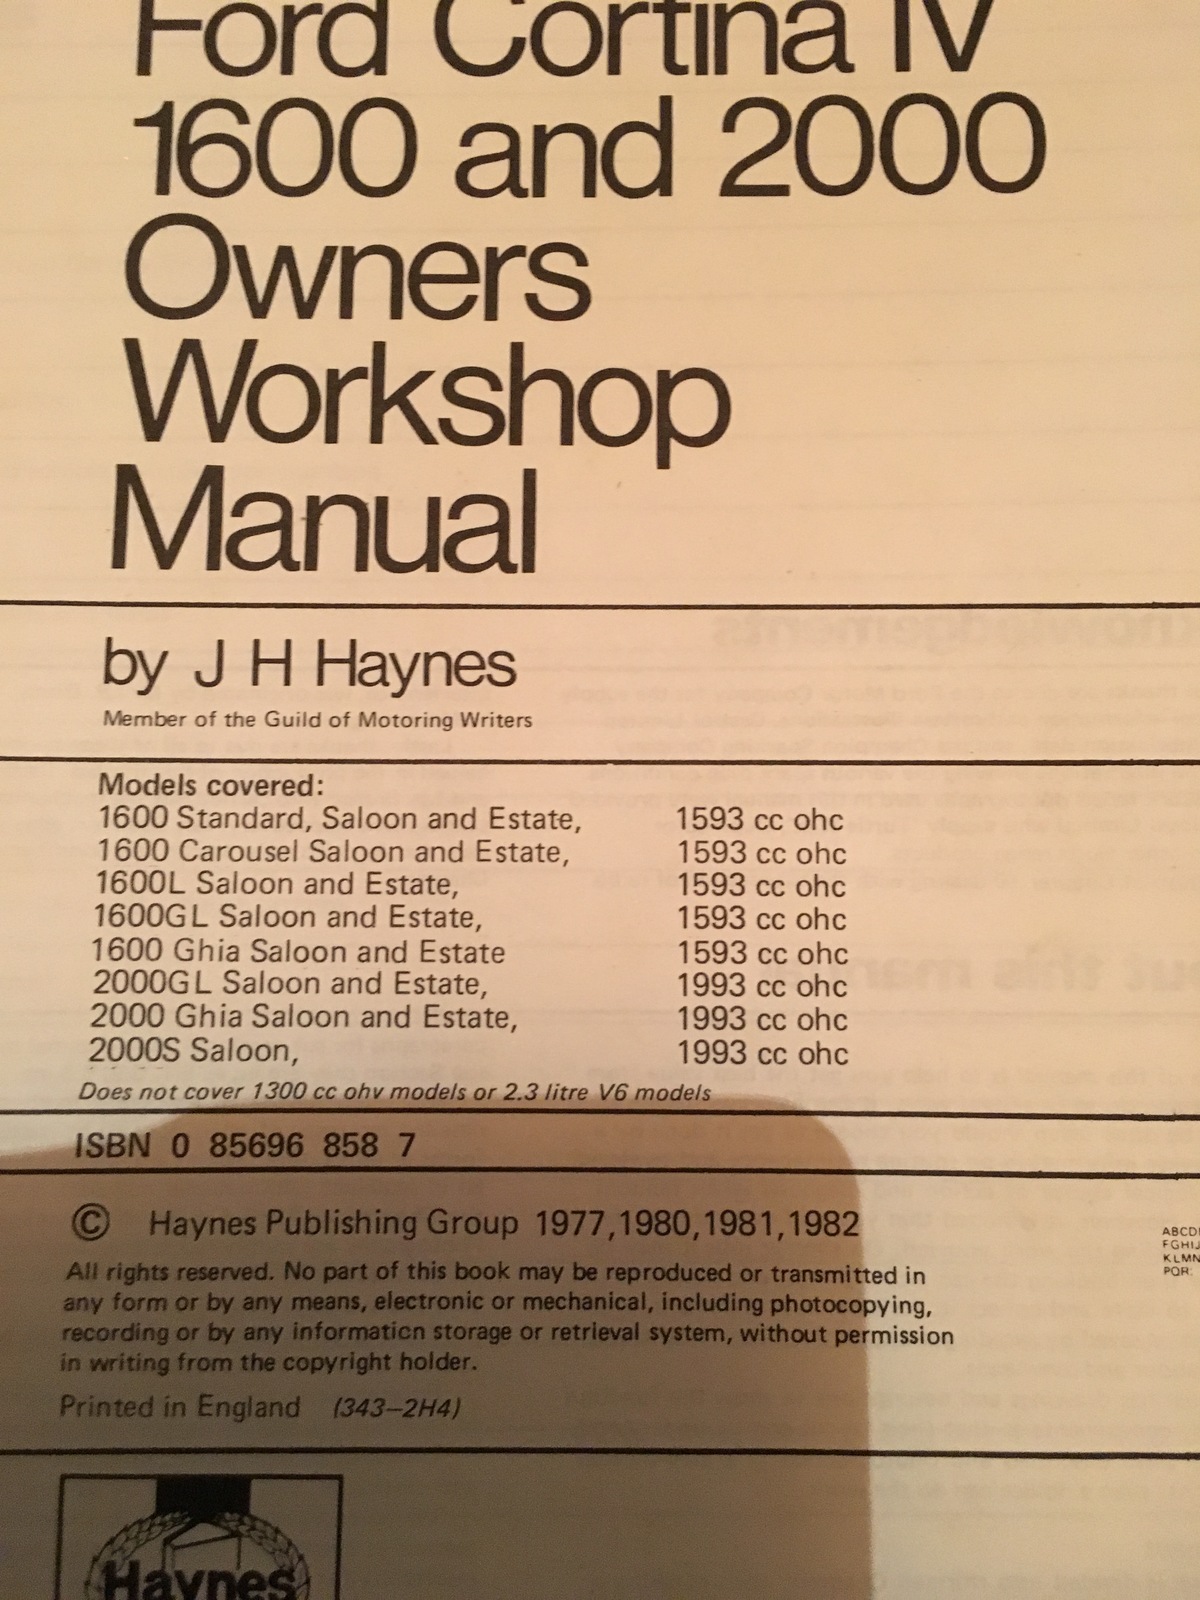 Ford Cortina IV
1600 and 2000
Owners
Workshop
Manual
by J H Haynes
Member of the Guild of Motoring Writers
Models covered:
1600 Standard, Saloon and Estate, 1593 cc ohc
1600 Carousel Saloon and Estate, 1593 cc ohc
1600L Saloon and Estate, 1593 cc ohc
1600GL Saloon and Estate, 1593 cc ohc
1600 Ghia Saloon and Estate 1593 cc ohc
2000GL Saloon and Estate, 1993 cc ohc
2000 Ghia Saloon and Estate, 1993 cc ohc
2000S Saloon, 1993 cc ohc
Does not cover 1300 cc ohv models or 2.3 litre V6 models
ISBN 0 85696 858 7
© Haynes Publishing Group 1977,1980,1981,1982
All rights reserved. No part of this book may be reproduced or transmitted in
any form or by any means, electronic or mechanical, including photocopying,
recording or by any information storage or retrieval system, without permission
in writing from the copyright holder.
Printed in England (343–2H4)
ABCD
FGHIJ
KLMN
PQR
Haynes